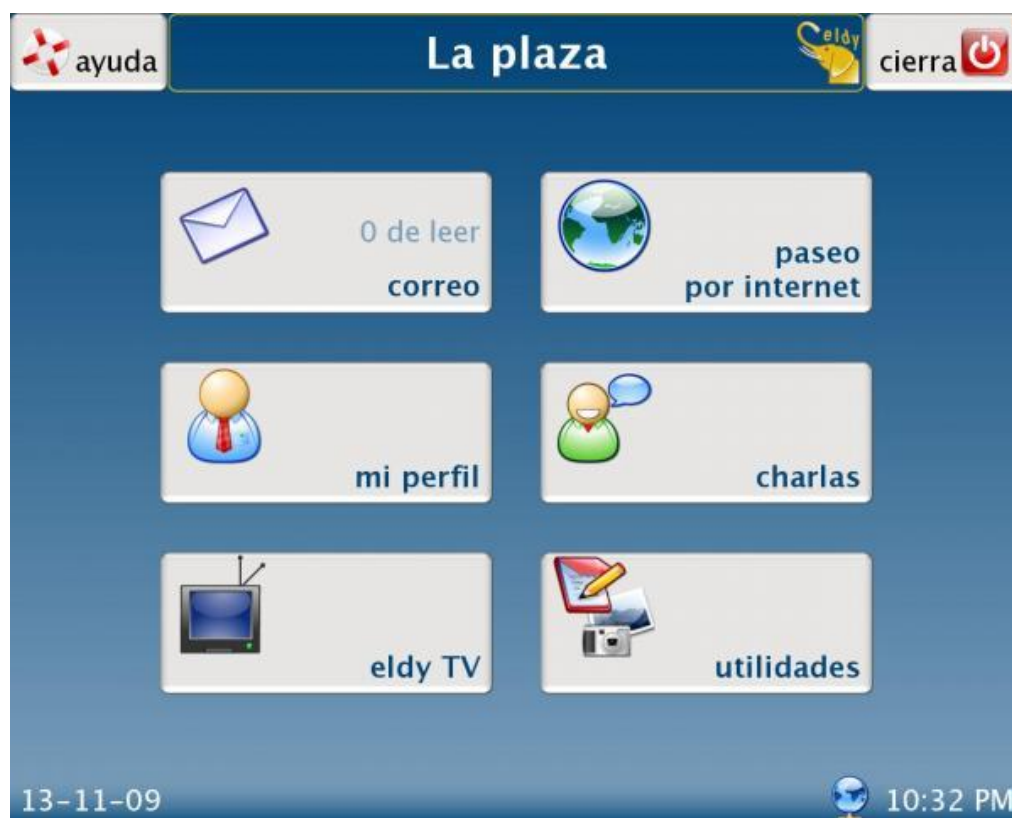 ayuda
La plaza
eldy
cierra
0 de leer
correo
paseo
por internet
mi perfil
charlas
eldy TV
utilidades
13-11-09
10:32 PM